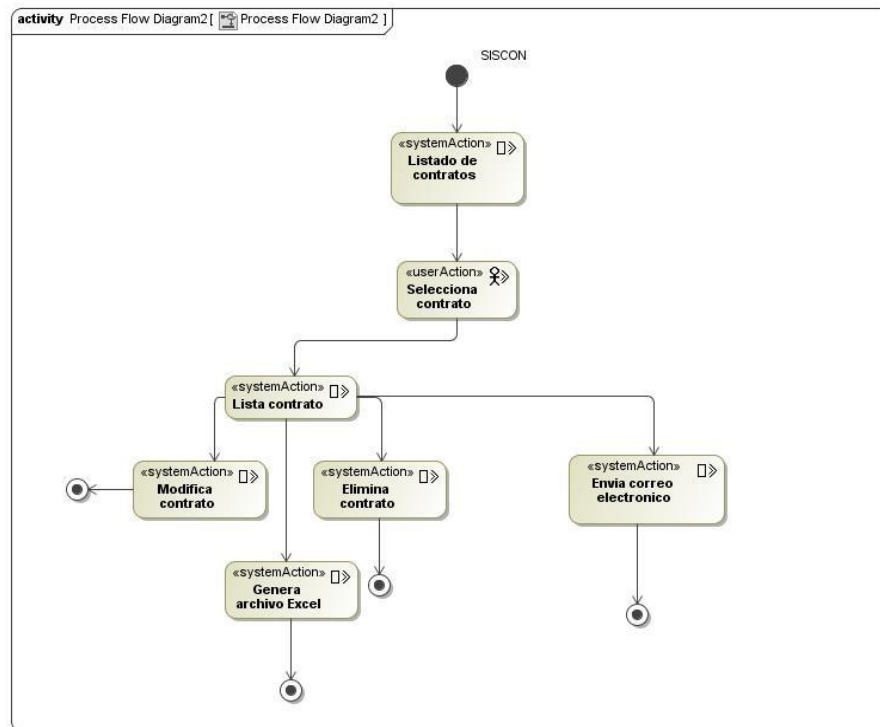 activity Process Flow Diagram2 [ Process Flow Diagram2 ]
SISCON
«systemAction»
Listado de
contratos
«userAction»
Selecciona
contrato
«systemAction»
Lista contrato
«systemAction»
Modifica
contrato
«systemAction»
Elimina
contrato
«systemAction»
Envia correo
electronico
«systemAction»
Genera
archivo Excel